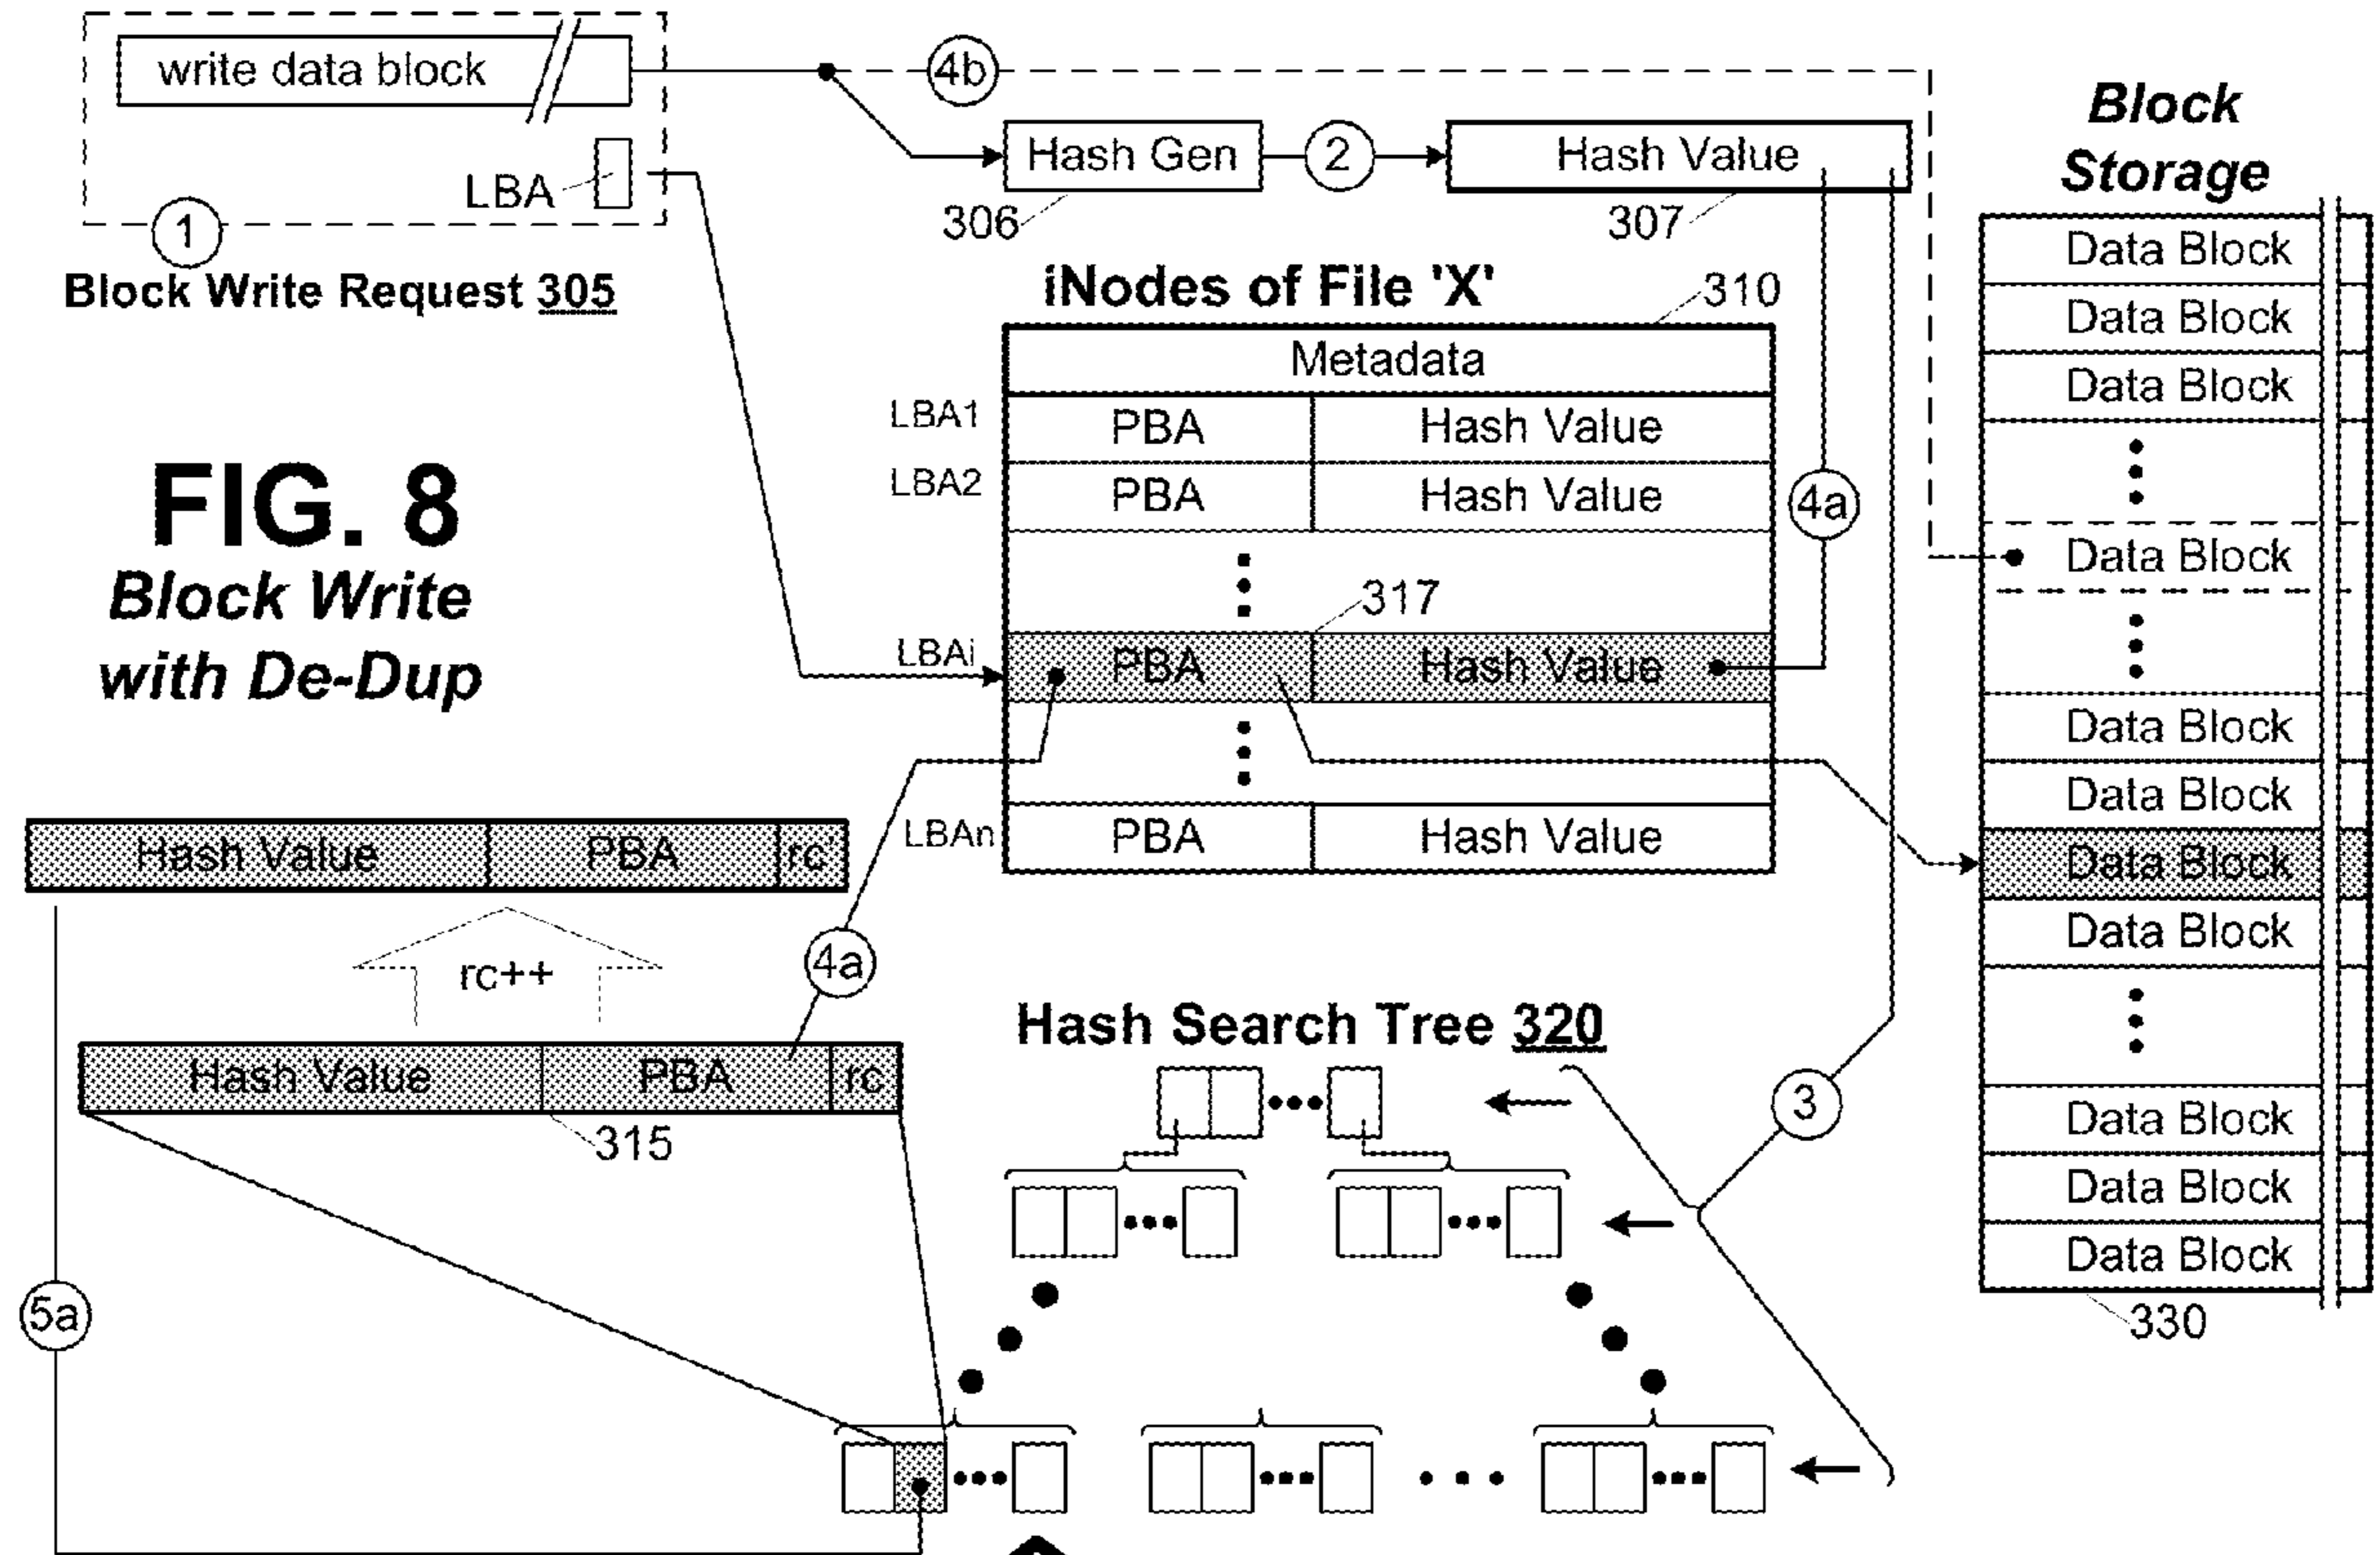 write data block
4b
Block
Storage
Hash Gen
2
Hash Value
LBA
306
307
1
Block Write Request 305
iNodes of File 'X'
310
Metadata
LBA1 PBA Hash Value
LBA2 PBA Hash Value
4a
317
LBAi PBA Hash Value
LBAn PBA Hash Value
FIG. 8
Block Write
with De-Dup
Data Block
Data Block
Data Block
Data Block
Data Block
Data Block
Data Block
Data Block
Data Block
Data Block
Data Block
330
Hash Value PBA rc'
rc++
4a
Hash Value PBA rc
315
Hash Search Tree 320
3
5a